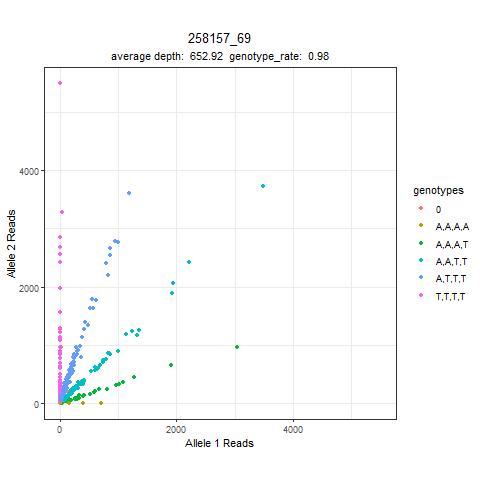 258157_69
average depth:  652.92  genotype_rate:  0.98
Allele 2 Reads
4000
2000
0
0
2000
4000
Allele 1 Reads
genotypes
0
A,A,A,A
A,A,A,T
A,A,T,T
A,T,T,T
T,T,T,T